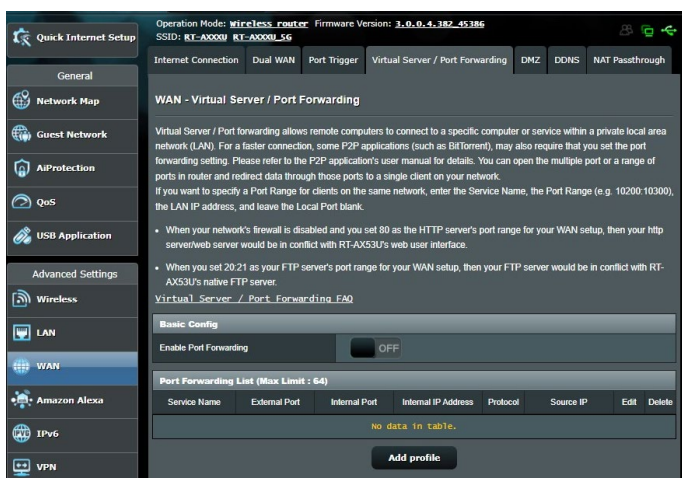 Operation Mode: Wireless router Firmware Version: 3.0.0.4.382_45386
SSID: RT-AXXXU RT-AXXXU_5G
Quick Internet Setup
General
Network Map
Guest Network
AiProtection
QoS
USB Application
Advanced Settings
Wireless
LAN
WAN
Amazon Alexa
IPv6
VPN
Internet Connection Dual WAN Port Trigger Virtual Server / Port Forwarding DMZ DDNS NAT Passthrough
WAN - Virtual Server / Port Forwarding
Virtual Server / Port forwarding allows remote computers to connect to a specific computer or service within a private local area
network (LAN). For a faster connection, some P2P applications (such as BitTorrent), may also require that you set the port
forwarding setting. Please refer to the P2P application's user manual for details. You can open the multiple port or a range of
ports in router and redirect data through those ports to a single client on your network.
If you want to specify a Port Range for clients on the same network, enter the Service Name, the Port Range (e.g. 10200:10300),
the LAN IP address, and leave the Local Port blank.
• When your network's firewall is disabled and you set 80 as the HTTP server's port range for your WAN setup, then your http
server/web server would be in conflict with RT-AX53U's web user interface.
• When you set 20:21 as your FTP server's port range for your WAN setup, then your FTP server would be in conflict with RT-
AX53U's native FTP server.
Virtual Server / Port Forwarding FAQ
Basic Config
Enable Port Forwarding OFF
Port Forwarding List (Max Limit : 64)
Service Name External Port Internal Port Internal IP Address Protocol Source IP Edit Delete
No data in table.
Add profile